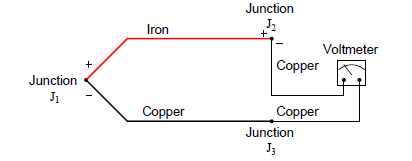 Junction
J2
Iron
+
−
Voltmeter
+
Junction
J1
−
Copper
Copper
Copper
Junction
J3